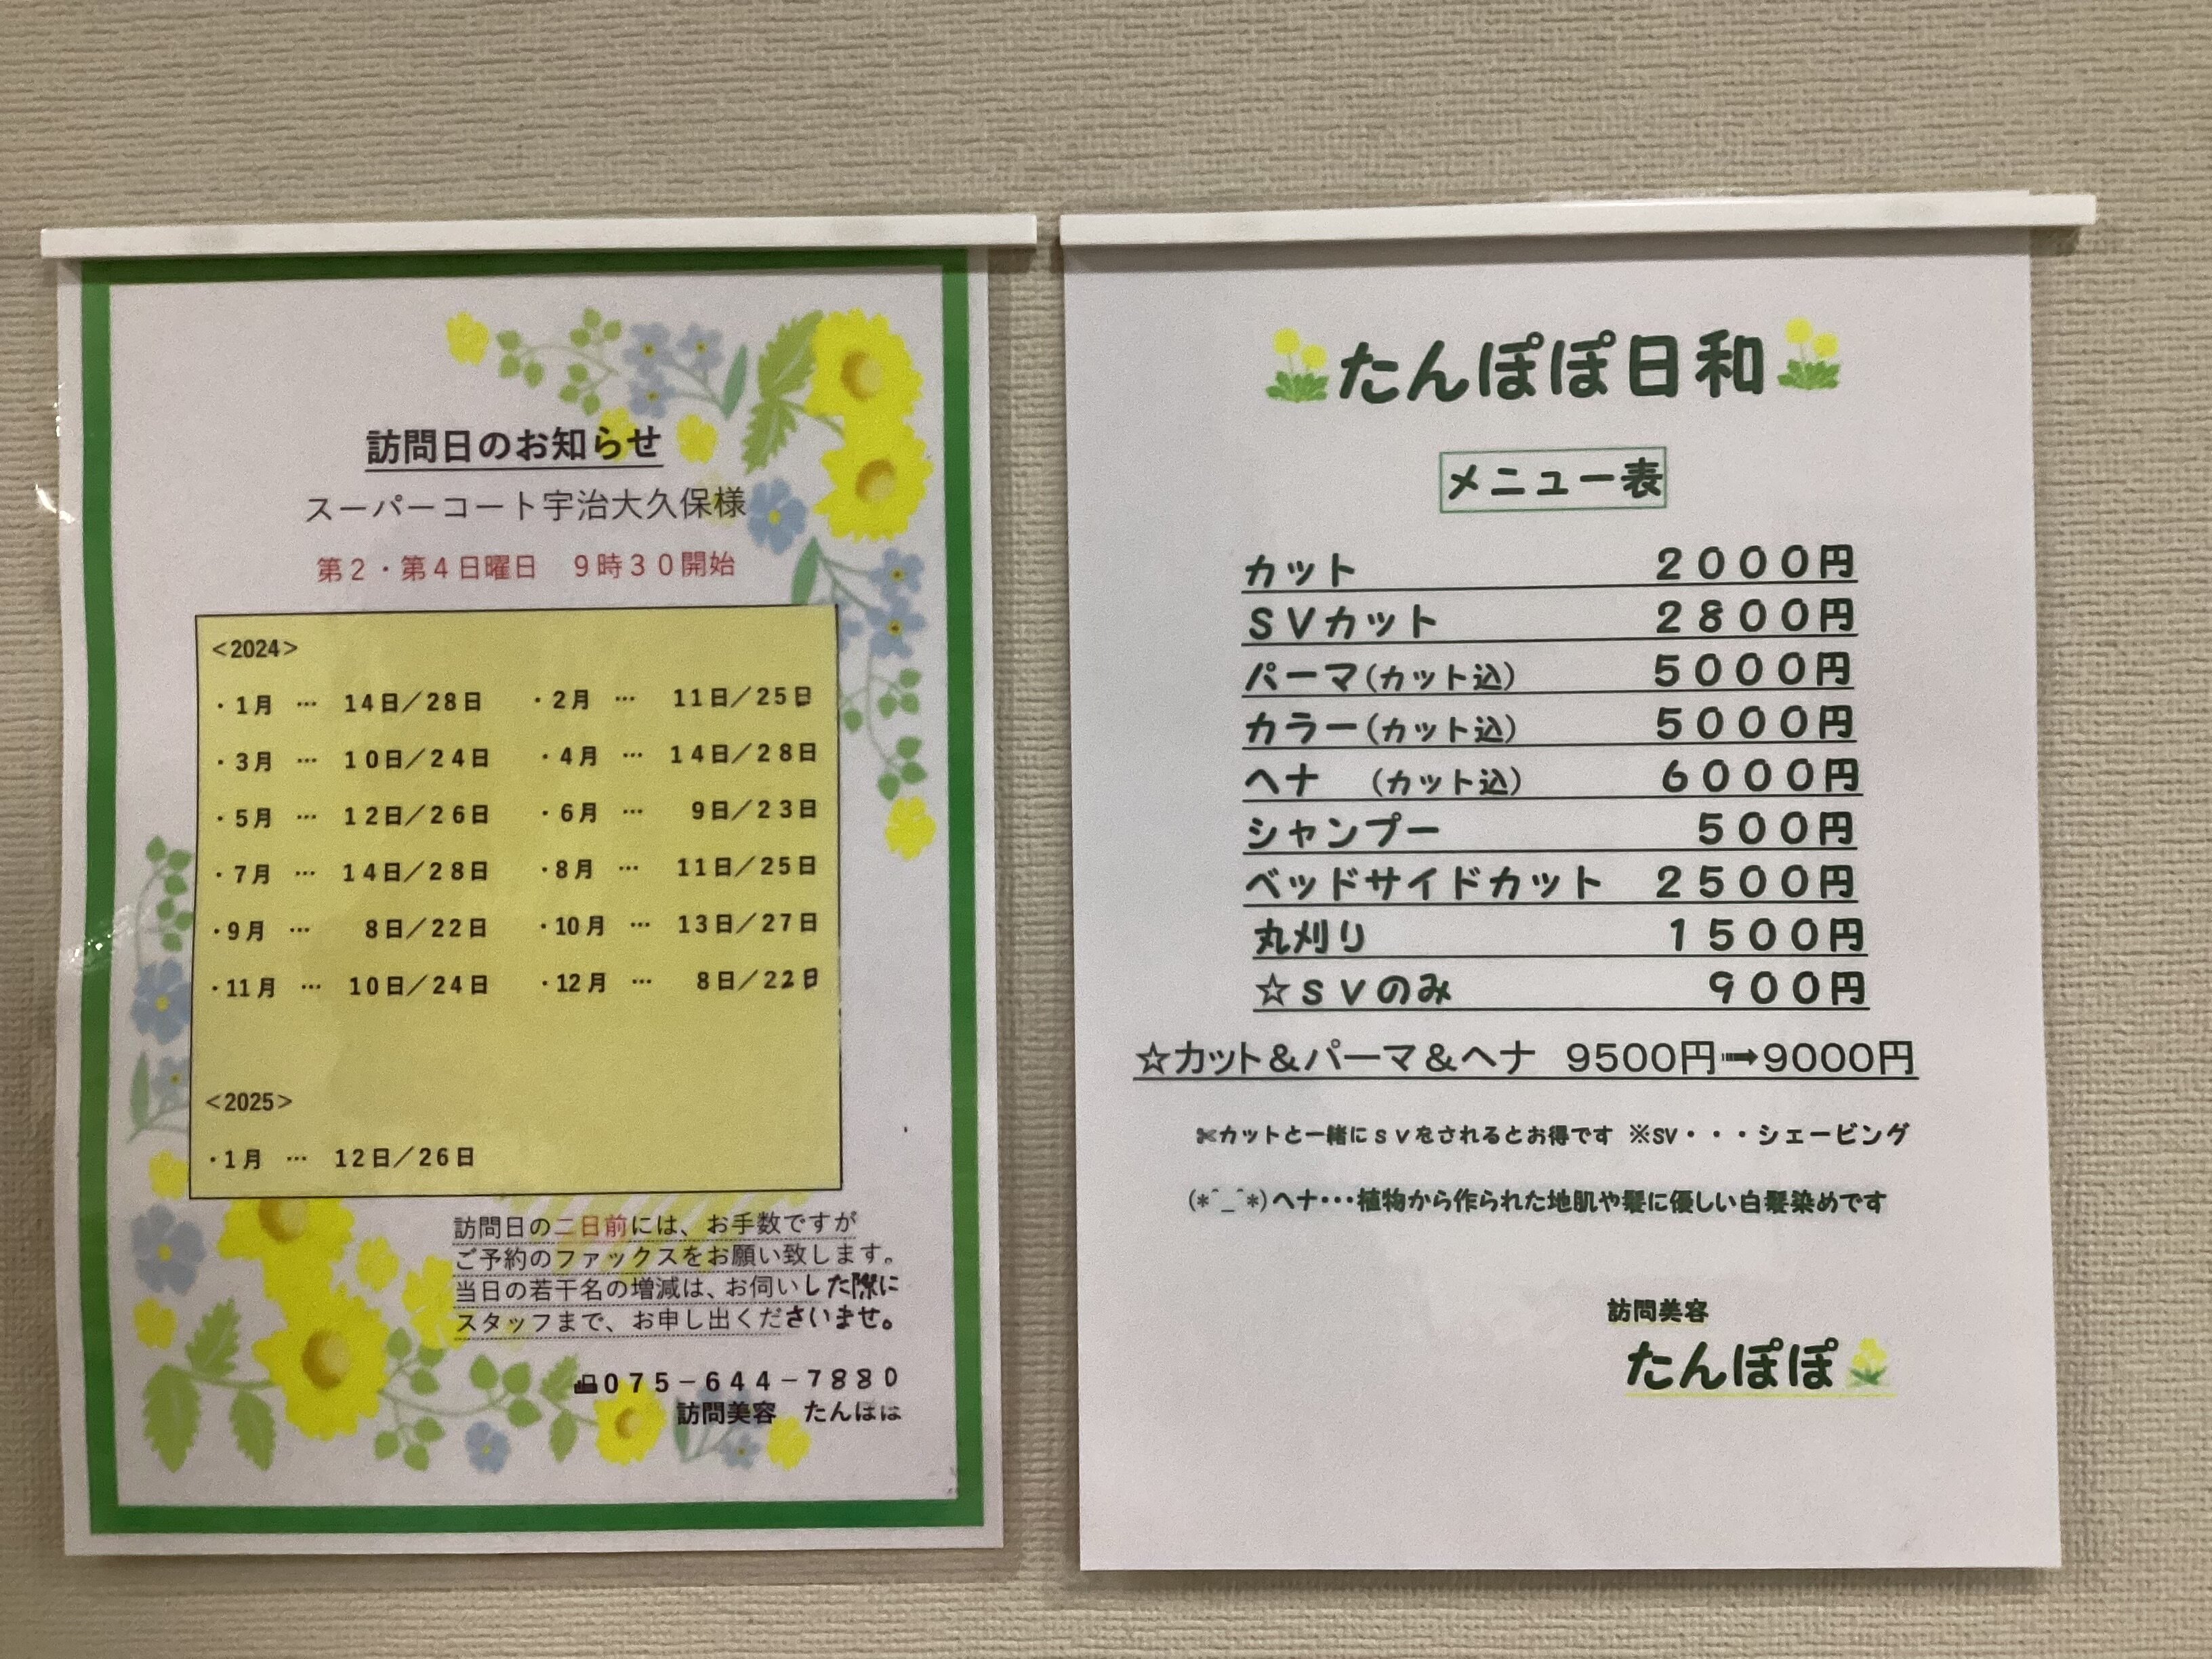 訪問日のお知らせ
スーパーコート宇治大久保様
第2・第4日曜日　9時30開始
<2024>
・1月 … 14日/28日 ・2月 … 11日/25日
・3月 … 10日/24日 ・4月 … 14日/28日
・5月 … 12日/26日 ・6月 … 9日/23日
・7月 … 14日/28日 ・8月 … 11日/25日
・9月 … 8日/22日 ・10月 … 13日/27日
・11月 … 10日/24日 ・12月 … 8日/22日
<2025>
・1月 … 12日/26日
訪問日の二日前には、お手数ですが
ご予約のファックスをお願い致します。
当日の若干名の増減は、お伺いした際に
スタッフまで、お申し出くださいませ。
📠075-644-7880
訪問美容　たんぽぽ
たんぽぽ日和
メニュー表
カット　2000円
SVカット　2800円
パーマ(カット込)　5000円
カラー(カット込)　5000円
ヘナ　(カット込)　6000円
シャンプー　500円
ベッドサイドカット　2500円
丸刈り　1500円
☆SVのみ　900円
☆カット&パーマ&ヘナ　9500円➡9000円
✄カットと一緒にSVをされるとお得です ※SV・・・シェービング
(*^_^*)ヘナ・・・植物から作られた地肌や髪に優しい白髪染めです
訪問美容
たんぽぽ